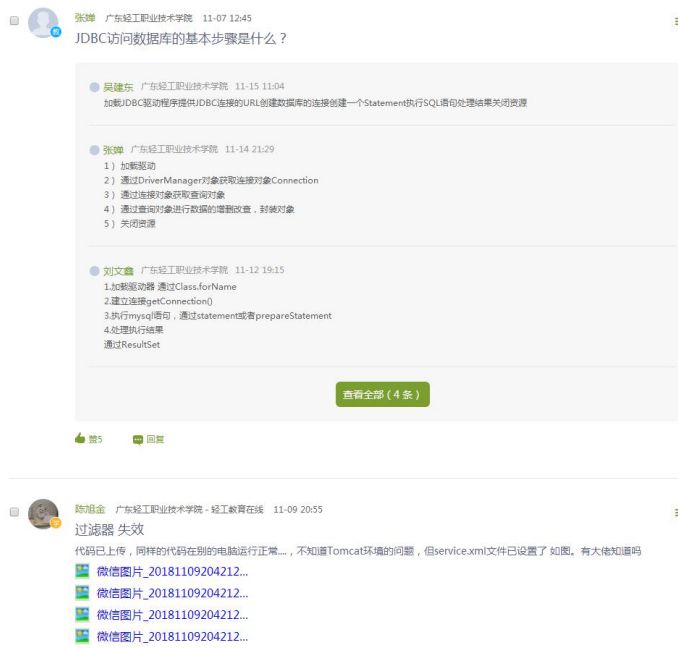 张婵 广东轻工职业技术学院 11-07 12:45
教
JDBC访问数据库的基本步骤是什么？
吴建东 广东轻工职业技术学院 11-15 11:04
加载JDBC驱动程序提供JDBC连接的URL创建数据库的连接创建一个Statement执行SQL语句处理结果关闭资源
张婵 广东轻工职业技术学院 11-14 21:29
1）加载驱动
2）通过DriverManager对象获取连接对象Connection
3）通过连接对象获取查询对象
4）通过查询对象进行数据的增删改查，封装对象
5）关闭资源
刘文鑫 广东轻工职业技术学院 11-12 19:15
1.加载驱动器 通过Class.forName
2.建立连接getConnection()
3.执行mysql语句，通过statement或者prepareStatement
4.处理执行结果
通过ResultSet
查看全部（4 条）
赞5 回复
陈旭金 广东轻工职业技术学院 - 轻工教育在线 11-09 20:55
学
过滤器 失效
代码已上传，同样的代码在别的电脑运行正常...，不知道Tomcat环境的问题，但service.xml文件已设置了 如图。有大佬知道吗
微信图片_20181109204212...
微信图片_20181109204212...
微信图片_20181109204212...
微信图片_20181109204212...